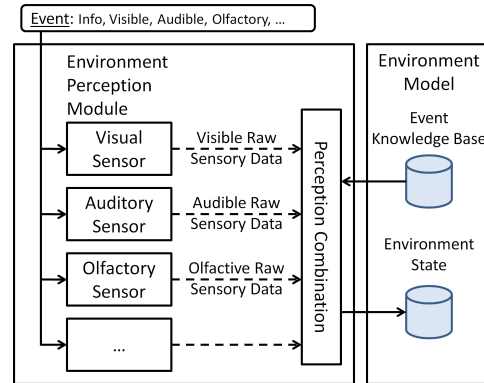 Event: Info, Visible, Audible, Olfactory, ...
Environment
Perception
Module
Visual
Sensor
Visible Raw
Sensory Data
Auditory
Sensor
Audible Raw
Sensory Data
Olfactory
Sensor
Olfactive Raw
Sensory Data
...
Perception Combination
Environment
Model
Event
Knowledge Base
Environment
State